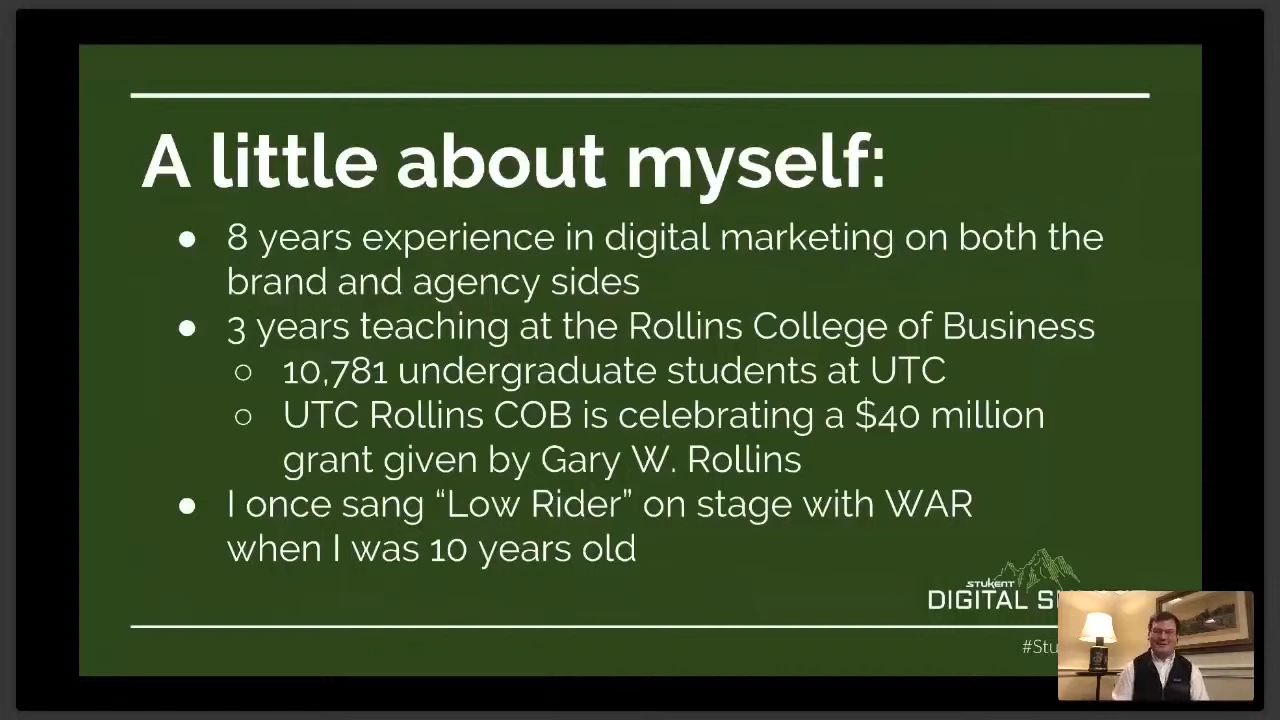 A little about myself:
● 8 years experience in digital marketing on both the
brand and agency sides
● 3 years teaching at the Rollins College of Business
○ 10,781 undergraduate students at UTC
○ UTC Rollins COB is celebrating a $40 million
grant given by Gary W. Rollins
● I once sang “Low Rider” on stage with WAR
when I was 10 years old
STUKENT
DIGITAL